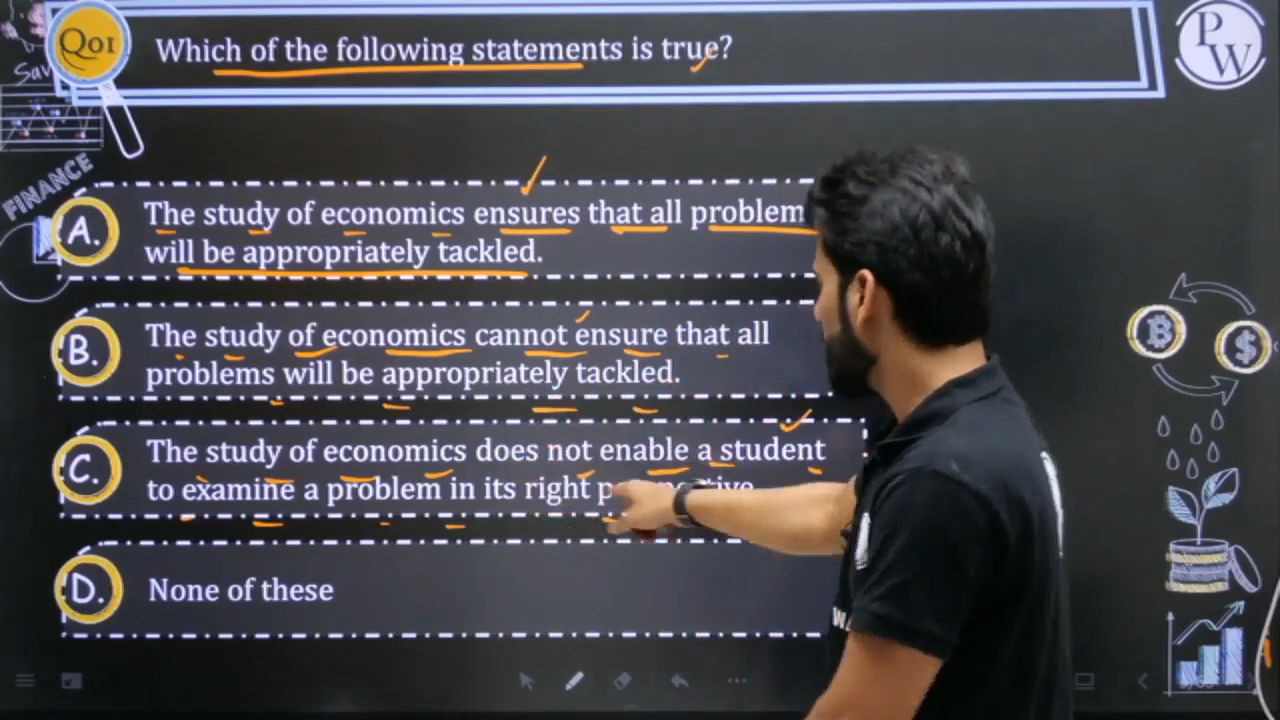 Q01
Which of the following statements is true?
PW
Sav
FINANCE
A.
The study of economics ensures that all problem
will be appropriately tackled.
B.
The study of economics cannot ensure that all
problems will be appropriately tackled.
C.
The study of economics does not enable a student
to examine a problem in its right
D.
None of these